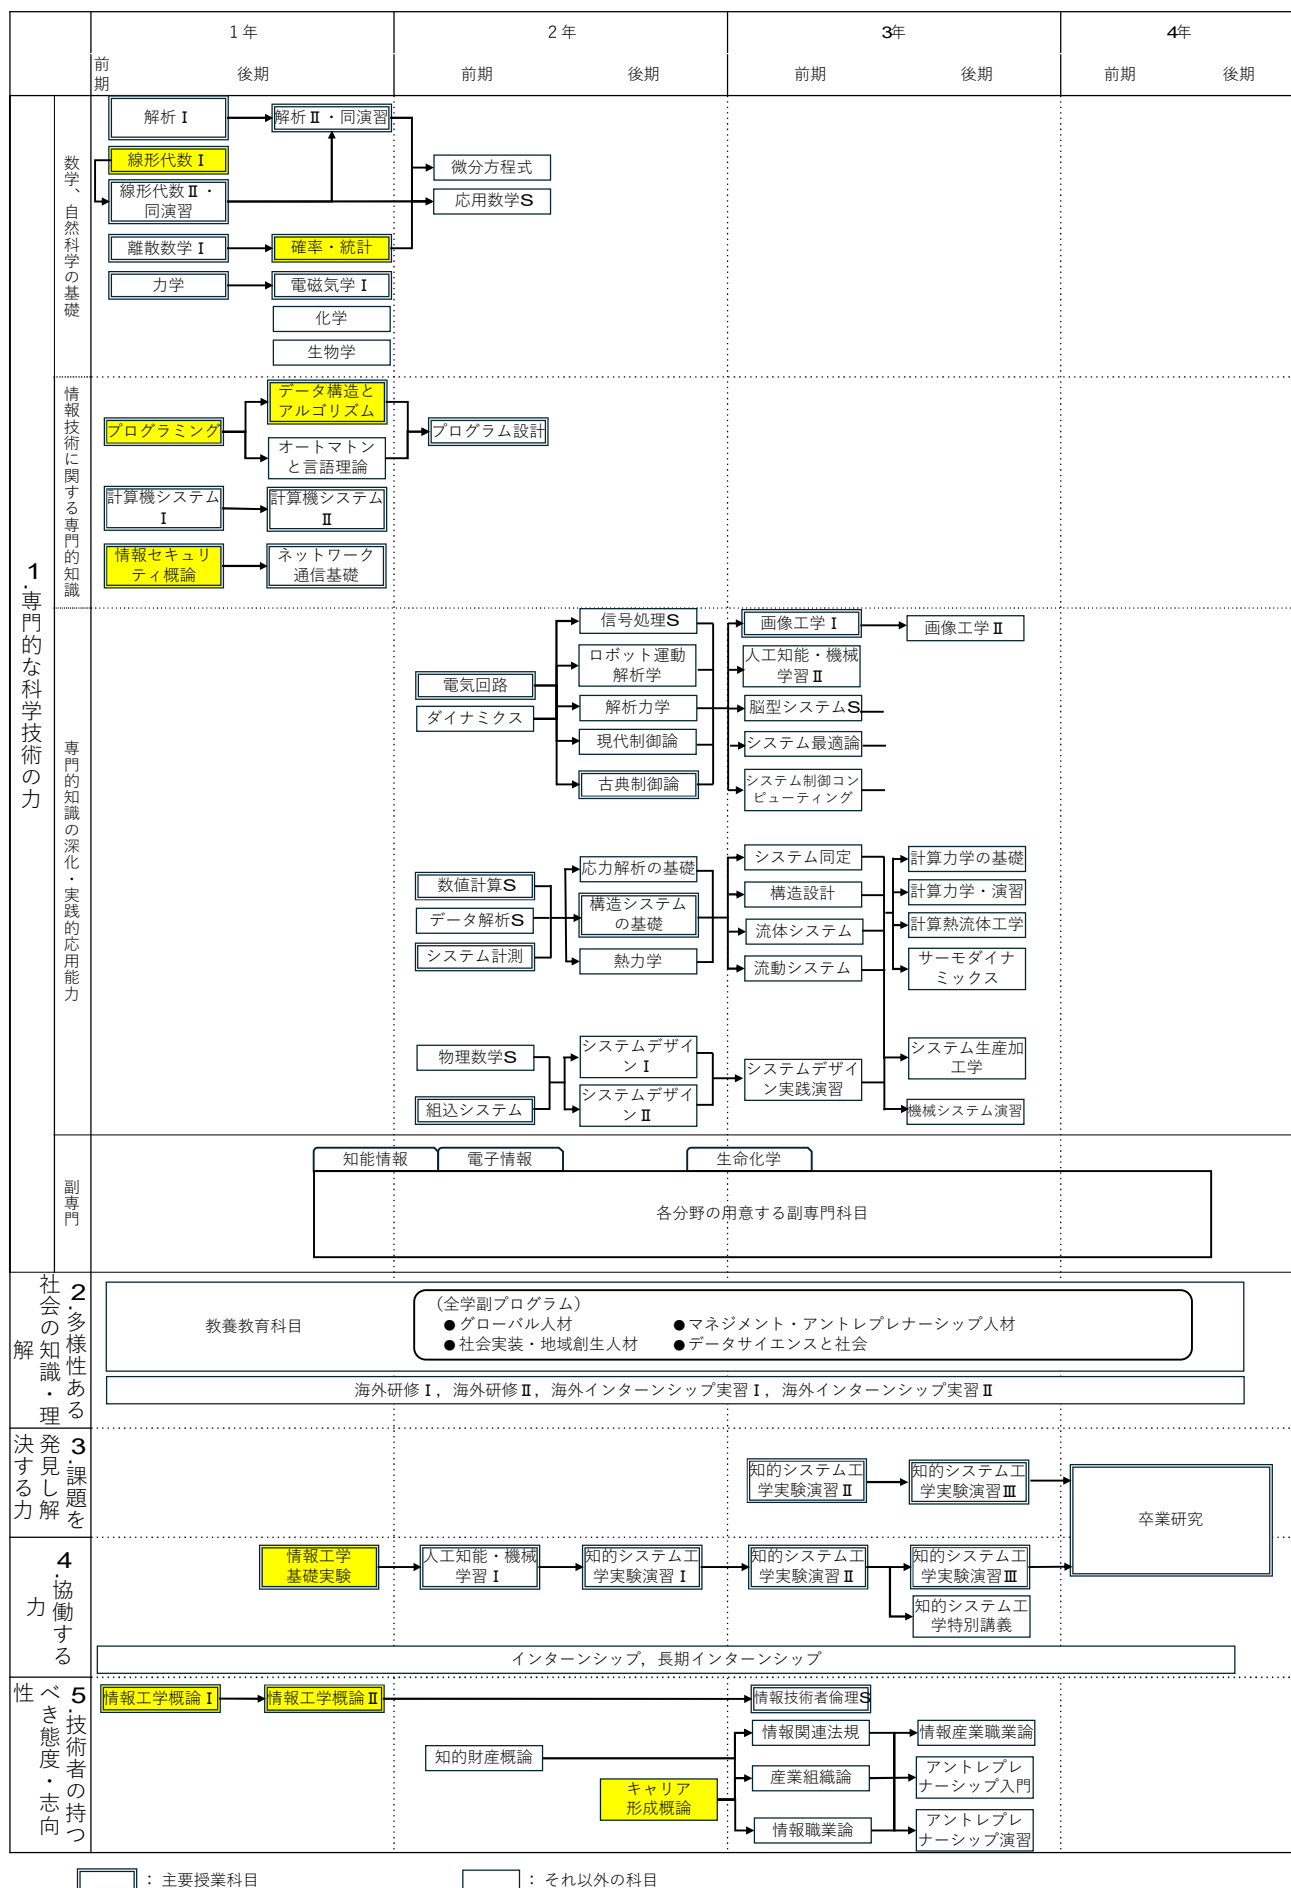 1年
2年
3年
4年
前
期
後期
前期
後期
前期
後期
前期
後期
1.専門的な科学技術の力
数学、自然科学の基礎
解析Ⅰ
解析Ⅱ・同演習
線形代数Ⅰ
微分方程式
線形代数Ⅱ・
同演習
応用数学S
離散数学Ⅰ
確率・統計
力学
電磁気学Ⅰ
化学
生物学
情報技術に関する専門的知識
データ構造と
アルゴリズム
プログラミング
プログラム設計
オートマトン
と言語理論
計算機システム
Ⅰ
計算機システム
Ⅱ
情報セキュリ
ティ概論
ネットワーク
通信基礎
専門的知識の深化・実践的応用能力
信号処理S
画像工学Ⅰ
画像工学Ⅱ
ロボット運動
解析学
人工知能・機械
学習Ⅱ
電気回路
ダイナミクス
解析力学
脳型システムS
現代制御論
システム最適論
古典制御論
システム制御コン
ピューティング
数値計算S
応力解析の基礎
システム同定
計算力学の基礎
データ解析S
構造システム
の基礎
構造設計
計算力学・演習
流体システム
計算熱流体工学
システム計測
熱力学
流動システム
サーモダイナ
ミックス
物理数学S
システムデザイ
ンⅠ
システムデザイ
ン実践演習
システム生産加
工学
組込システム
システムデザイ
ンⅡ
機械システム演習
副専門
知能情報
電子情報
生命化学
各分野の用意する副専門科目
2.多様性ある
社会の知識・理
解
教養教育科目
（全学副プログラム）
●グローバル人材
●マネジメント・アントレプレナーシップ人材
●社会実装・地域創生人材
●データサイエンスと社会
海外研修Ⅰ，海外研修Ⅱ，海外インターンシップ実習Ⅰ，海外インターンシップ実習Ⅱ
3.課題を
発見し解
決する力
知的システム工
学実験演習Ⅱ
知的システム工
学実験演習Ⅲ
卒業研究
4.協働する
力
情報工学
基礎実験
人工知能・機械
学習Ⅰ
知的システム工
学実験演習Ⅰ
知的システム工
学実験演習Ⅱ
知的システム工
学実験演習Ⅲ
知的システム工
学特別講義
インターンシップ，長期インターンシップ
5.技術者の持つ
べき態度・志向
性
情報工学概論Ⅰ
情報工学概論Ⅱ
情報技術者倫理S
知的財産概論
情報関連法規
情報産業職業論
キャリア
形成概論
産業組織論
アントレプレ
ナーシップ入門
情報職業論
アントレプレ
ナーシップ演習
：主要授業科目
：それ以外の科目